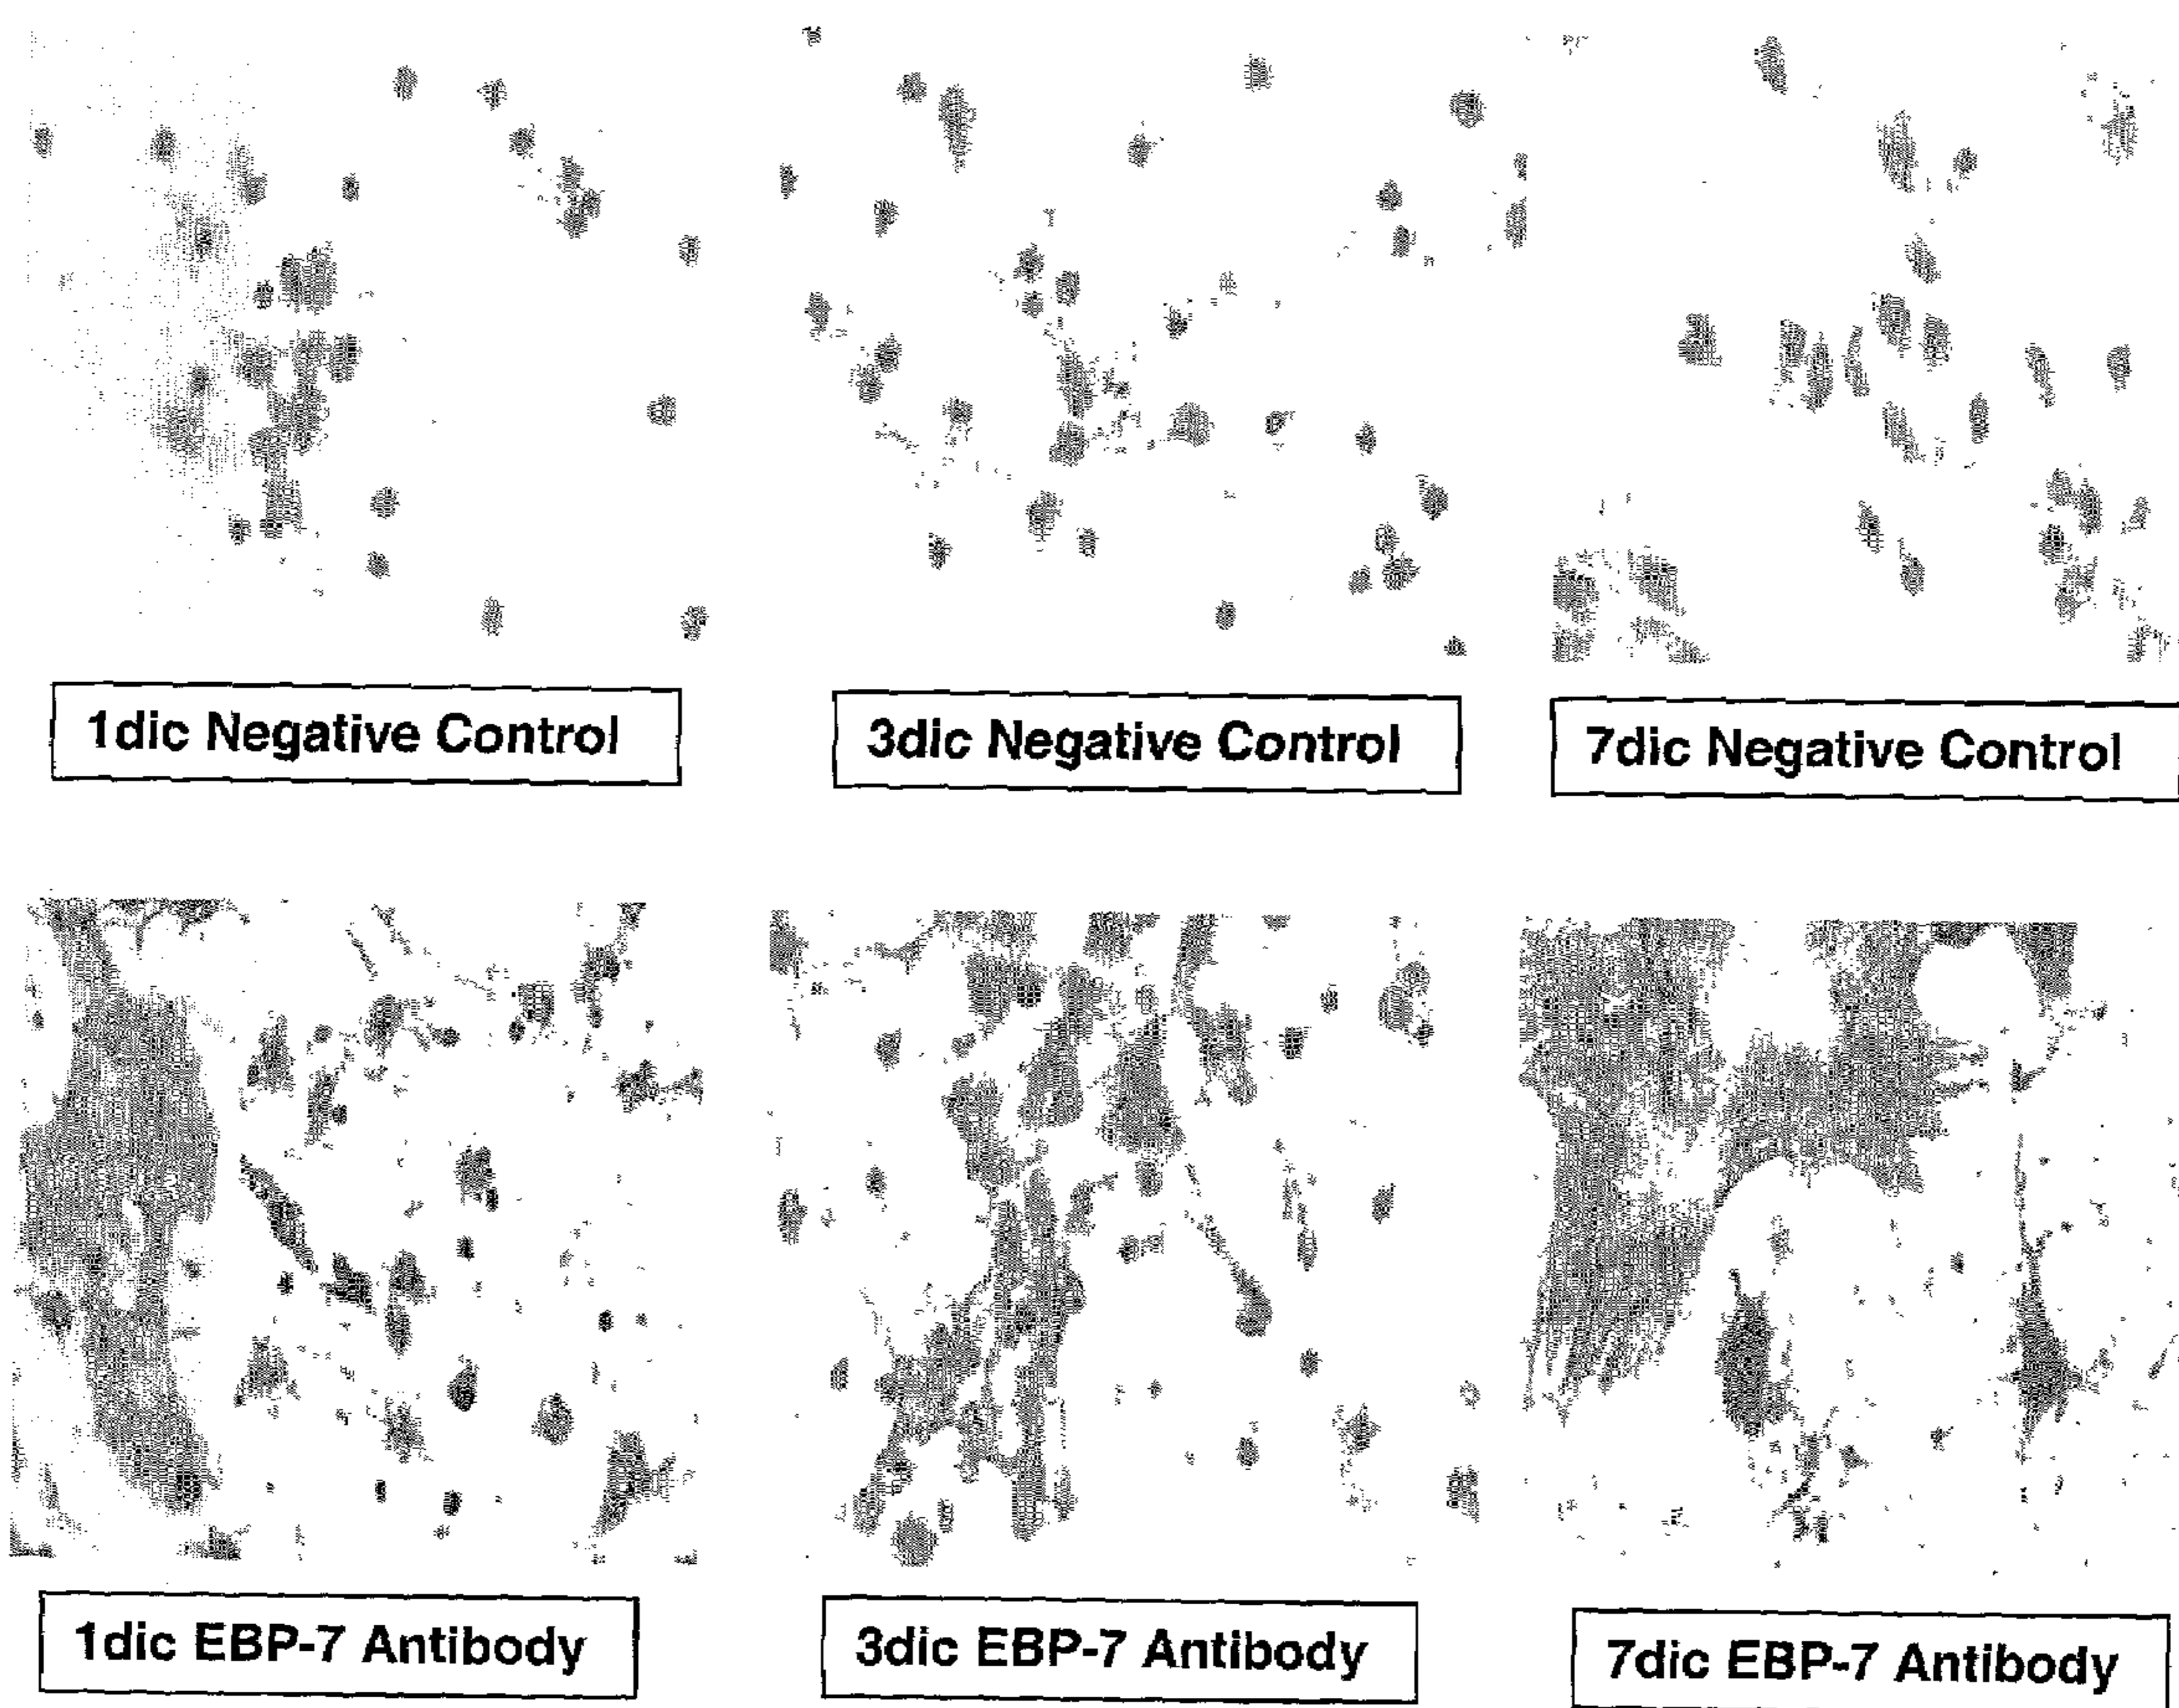 1dic Negative Control
3dic Negative Control
7dic Negative Control
1dic EBP-7 Antibody
3dic EBP-7 Antibody
7dic EBP-7 Antibody